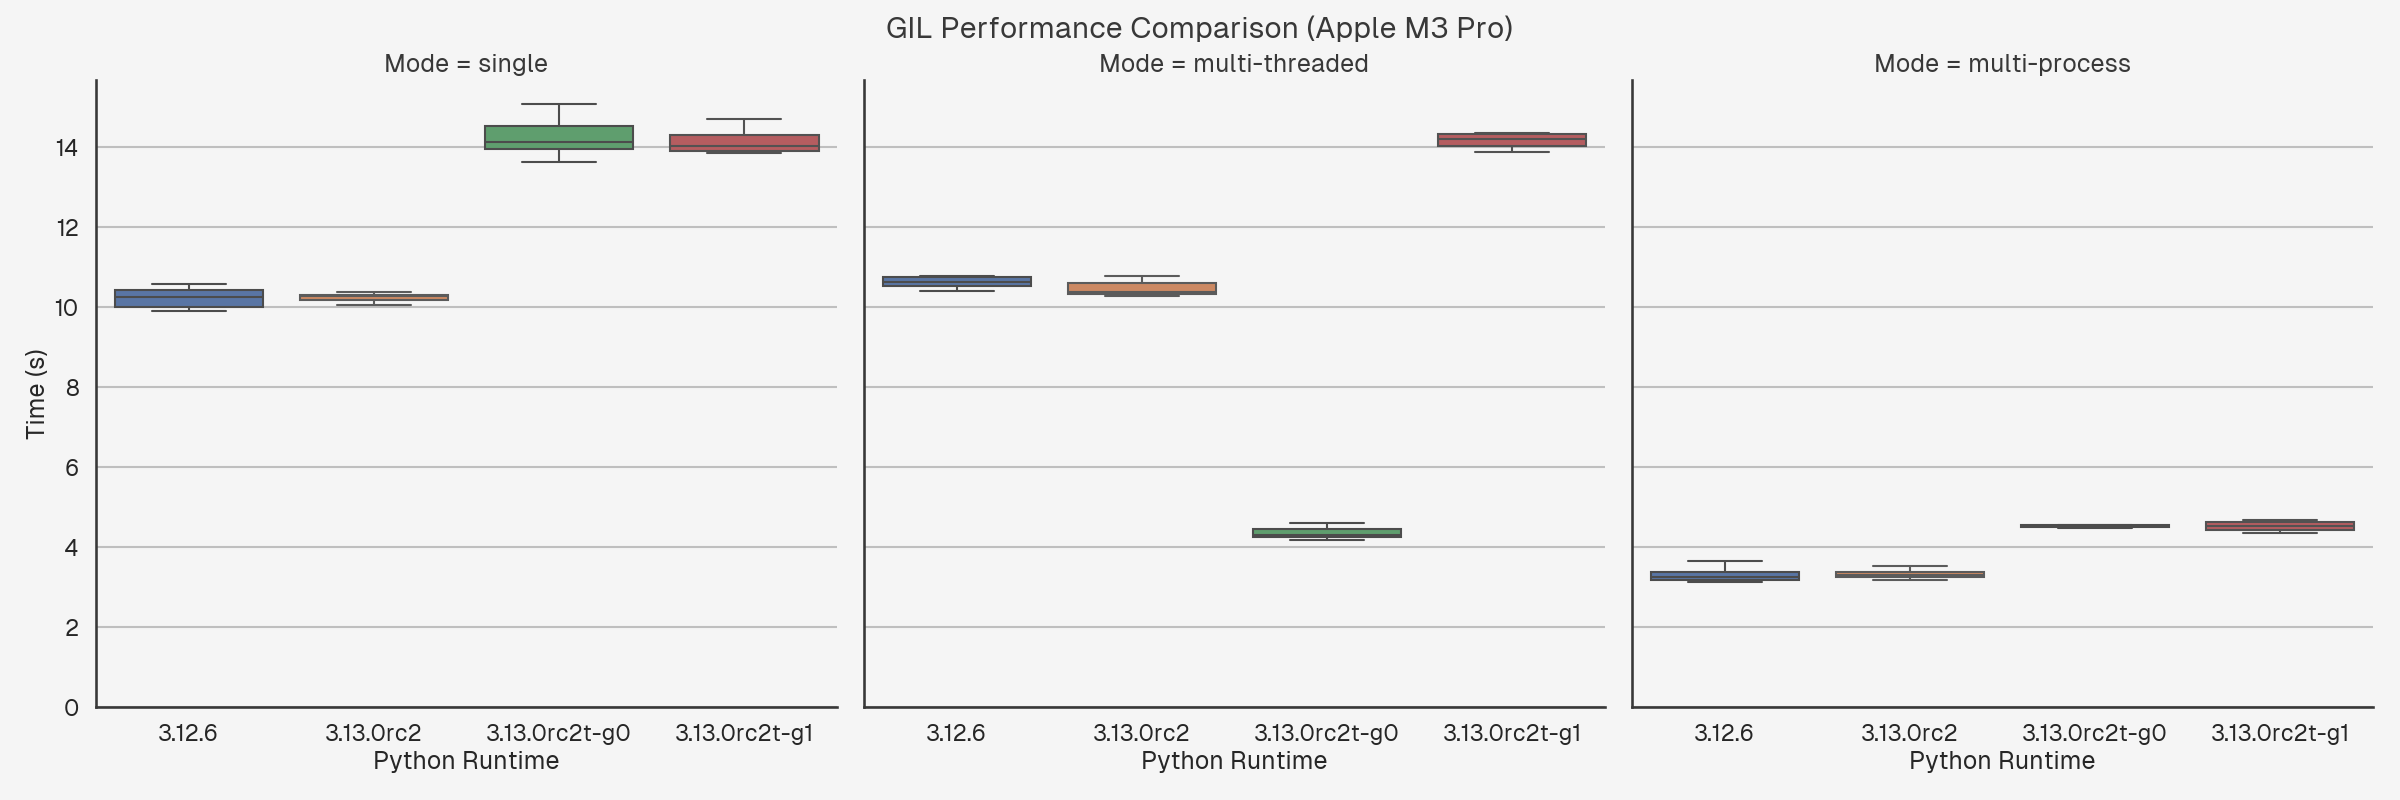 GIL Performance Comparison (Apple M3 Pro)
Mode = single
Mode = multi-threaded
Mode = multi-process
Time (s)
14
12
10
8
6
4
2
0
3.12.6 3.13.0rc2 3.13.0rc2t-g0 3.13.0rc2t-g1
Python Runtime
3.12.6 3.13.0rc2 3.13.0rc2t-g0 3.13.0rc2t-g1
Python Runtime
3.12.6 3.13.0rc2 3.13.0rc2t-g0 3.13.0rc2t-g1
Python Runtime